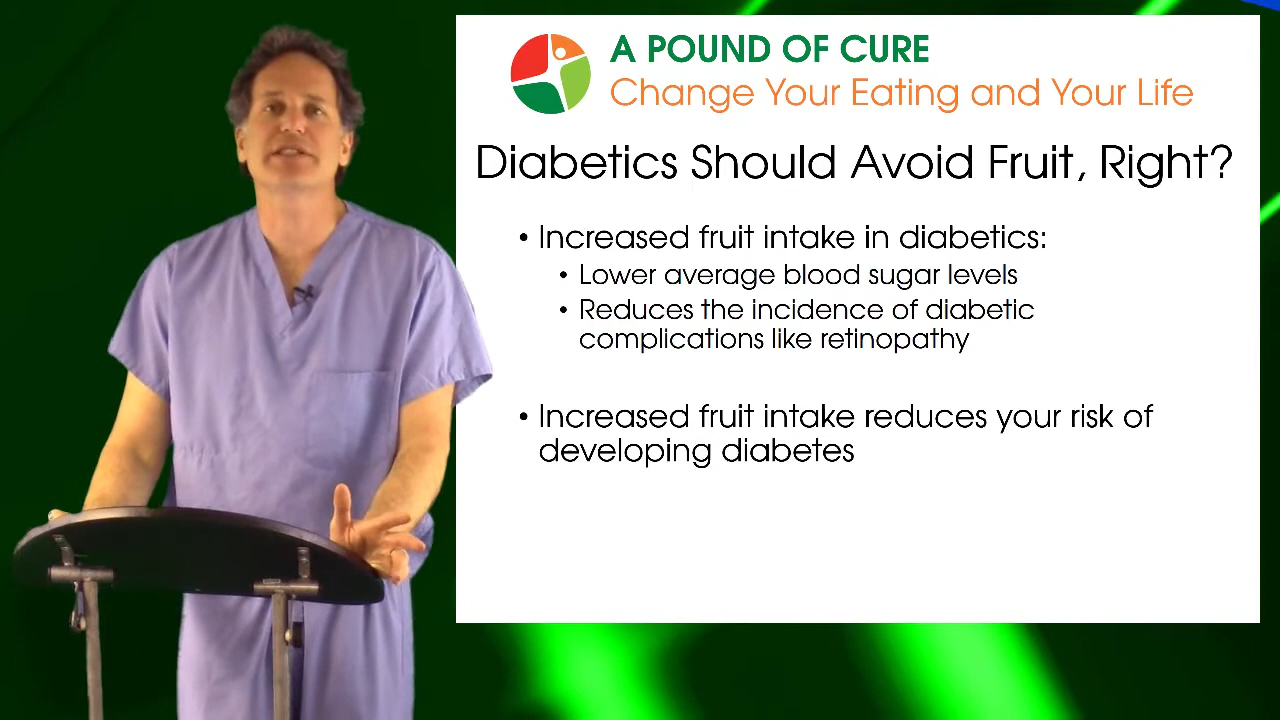 A POUND OF CURE
Change Your Eating and Your Life
Diabetics Should Avoid Fruit, Right?
• Increased fruit intake in diabetics:
• Lower average blood sugar levels
• Reduces the incidence of diabetic
complications like retinopathy
• Increased fruit intake reduces your risk of
developing diabetes